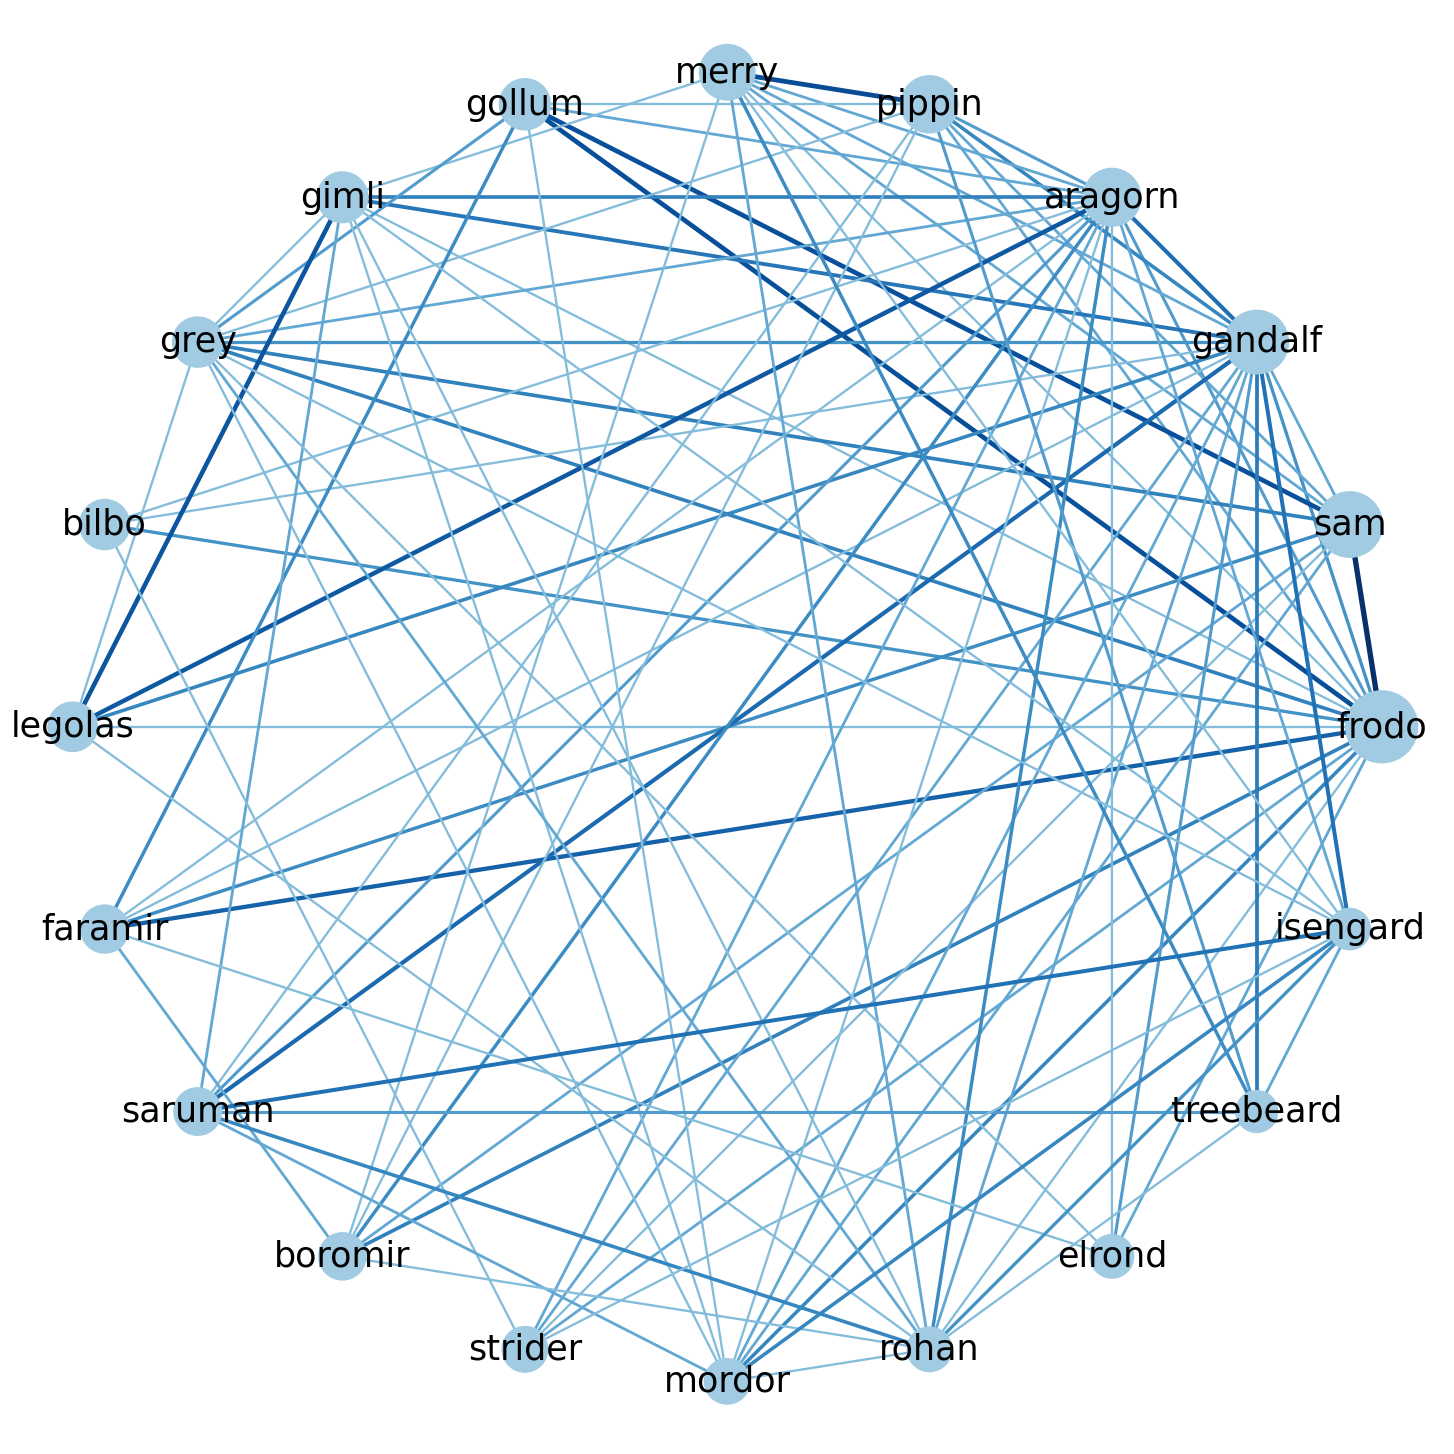 merry
gollum
pippin
gimli
aragorn
grey
gandalf
bilbo
sam
legolas
frodo
faramir
isengard
saruman
treebeard
boromir
elrond
strider
rohan
mordor